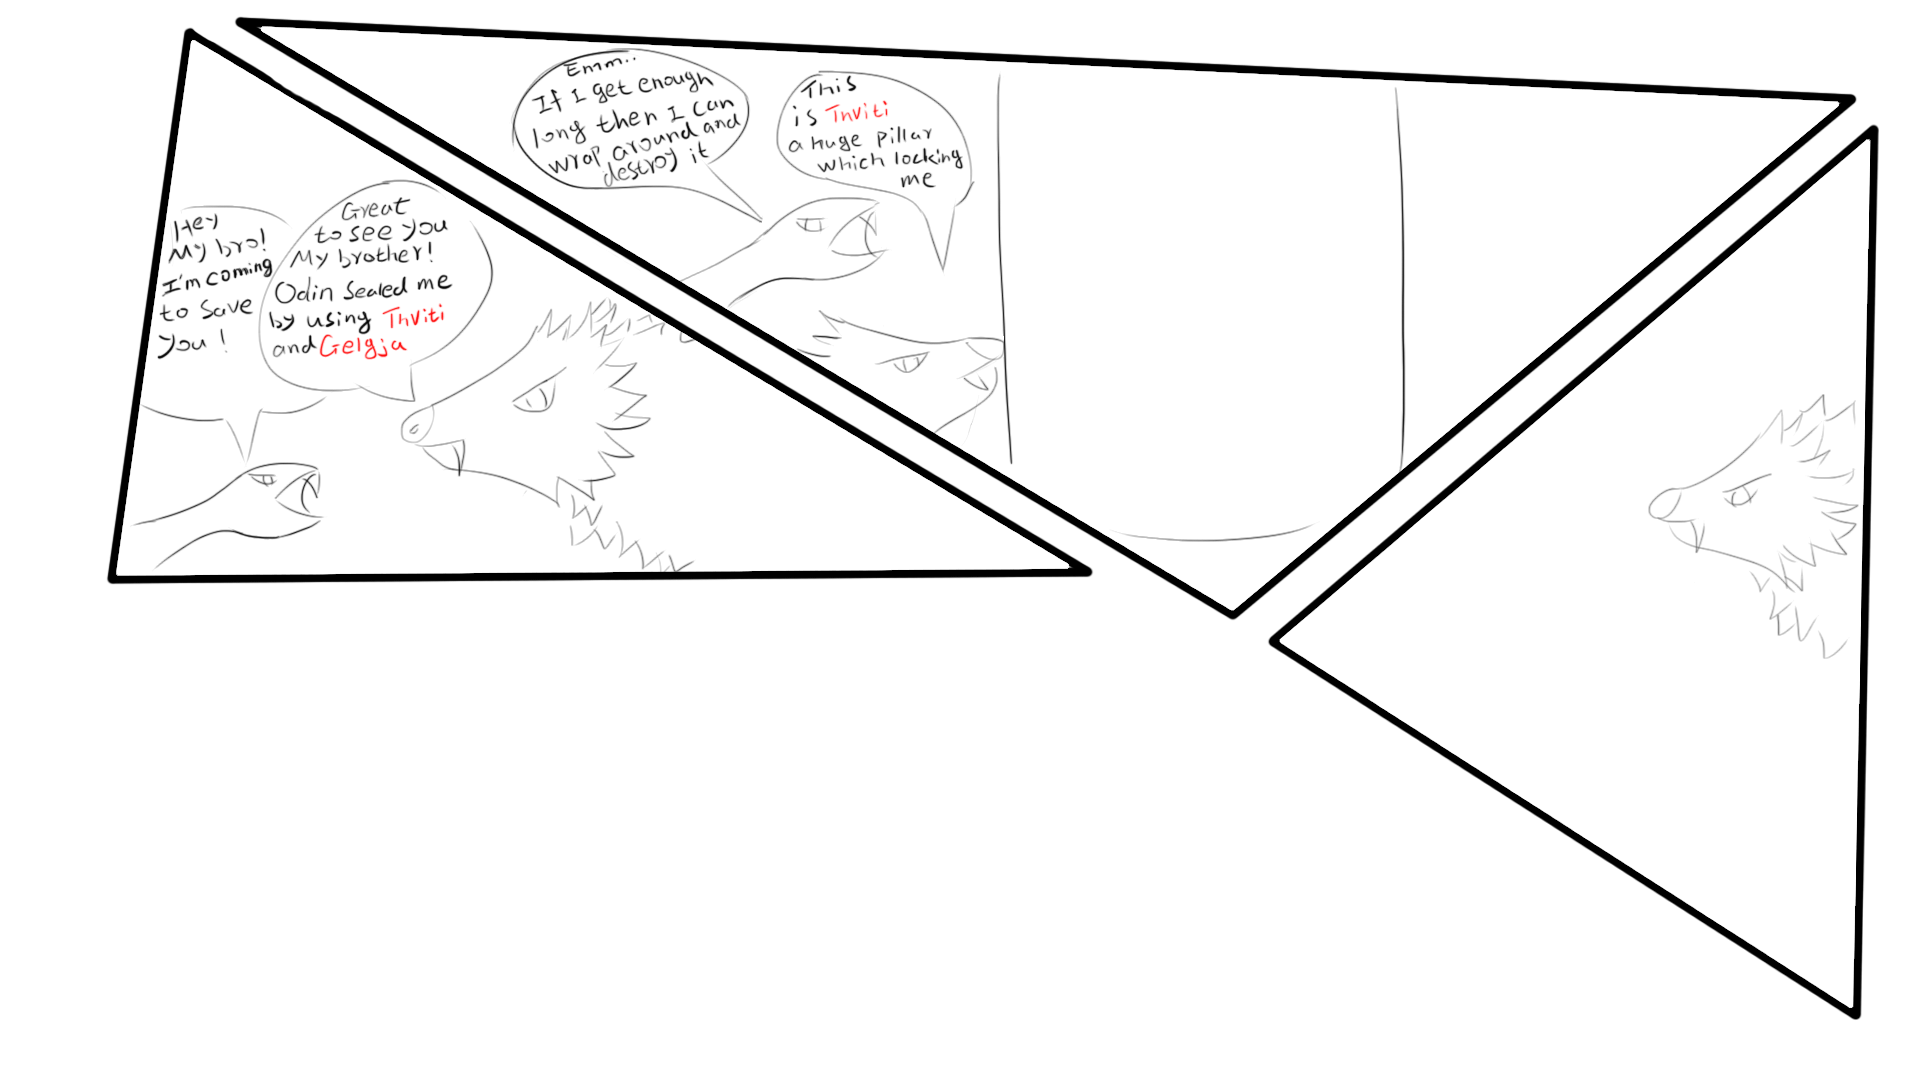 Hey
My bro!
I'm coming
to save
you !
Great
to see you
My brother!
Odin sealed me
by using Thviti
and Gelgja
Emm..
If I get enough
long then I can
wrap around and
destroy it
This
is Thviti
a huge pillar
which locking
me